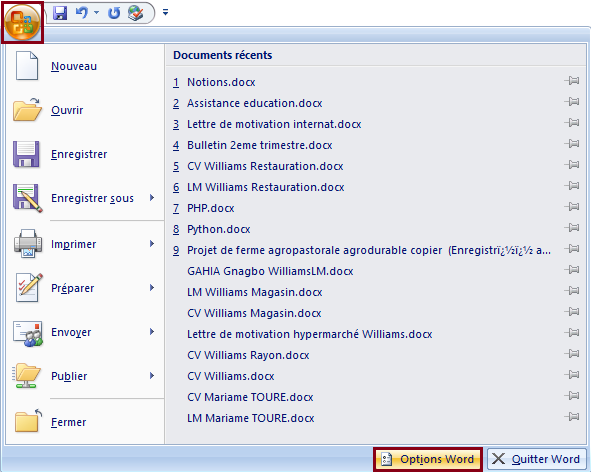 Documents récents
Nouveau
Ouvrir
Enregistrer
Enregistrer sous
Imprimer
Préparer
Envoyer
Publier
Fermer
1 Notions.docx
2 Assistance education.docx
3 Lettre de motivation internat.docx
4 Bulletin 2eme trimestre.docx
5 CV Williams Restauration.docx
6 LM Williams Restauration.docx
7 PHP.docx
8 Python.docx
9 Projet de ferme agropastorale agrodurable copier (Enregistrï¿½ï¿½ a...
GAHIA Gnagbo WilliamsLM.docx
LM Williams Magasin.docx
CV Williams Magasin.docx
Lettre de motivation hypermarché Williams.docx
CV Williams Rayon.docx
CV Williams.docx
CV Mariame TOURE.docx
LM Mariame TOURE.docx
Options Word
Quitter Word